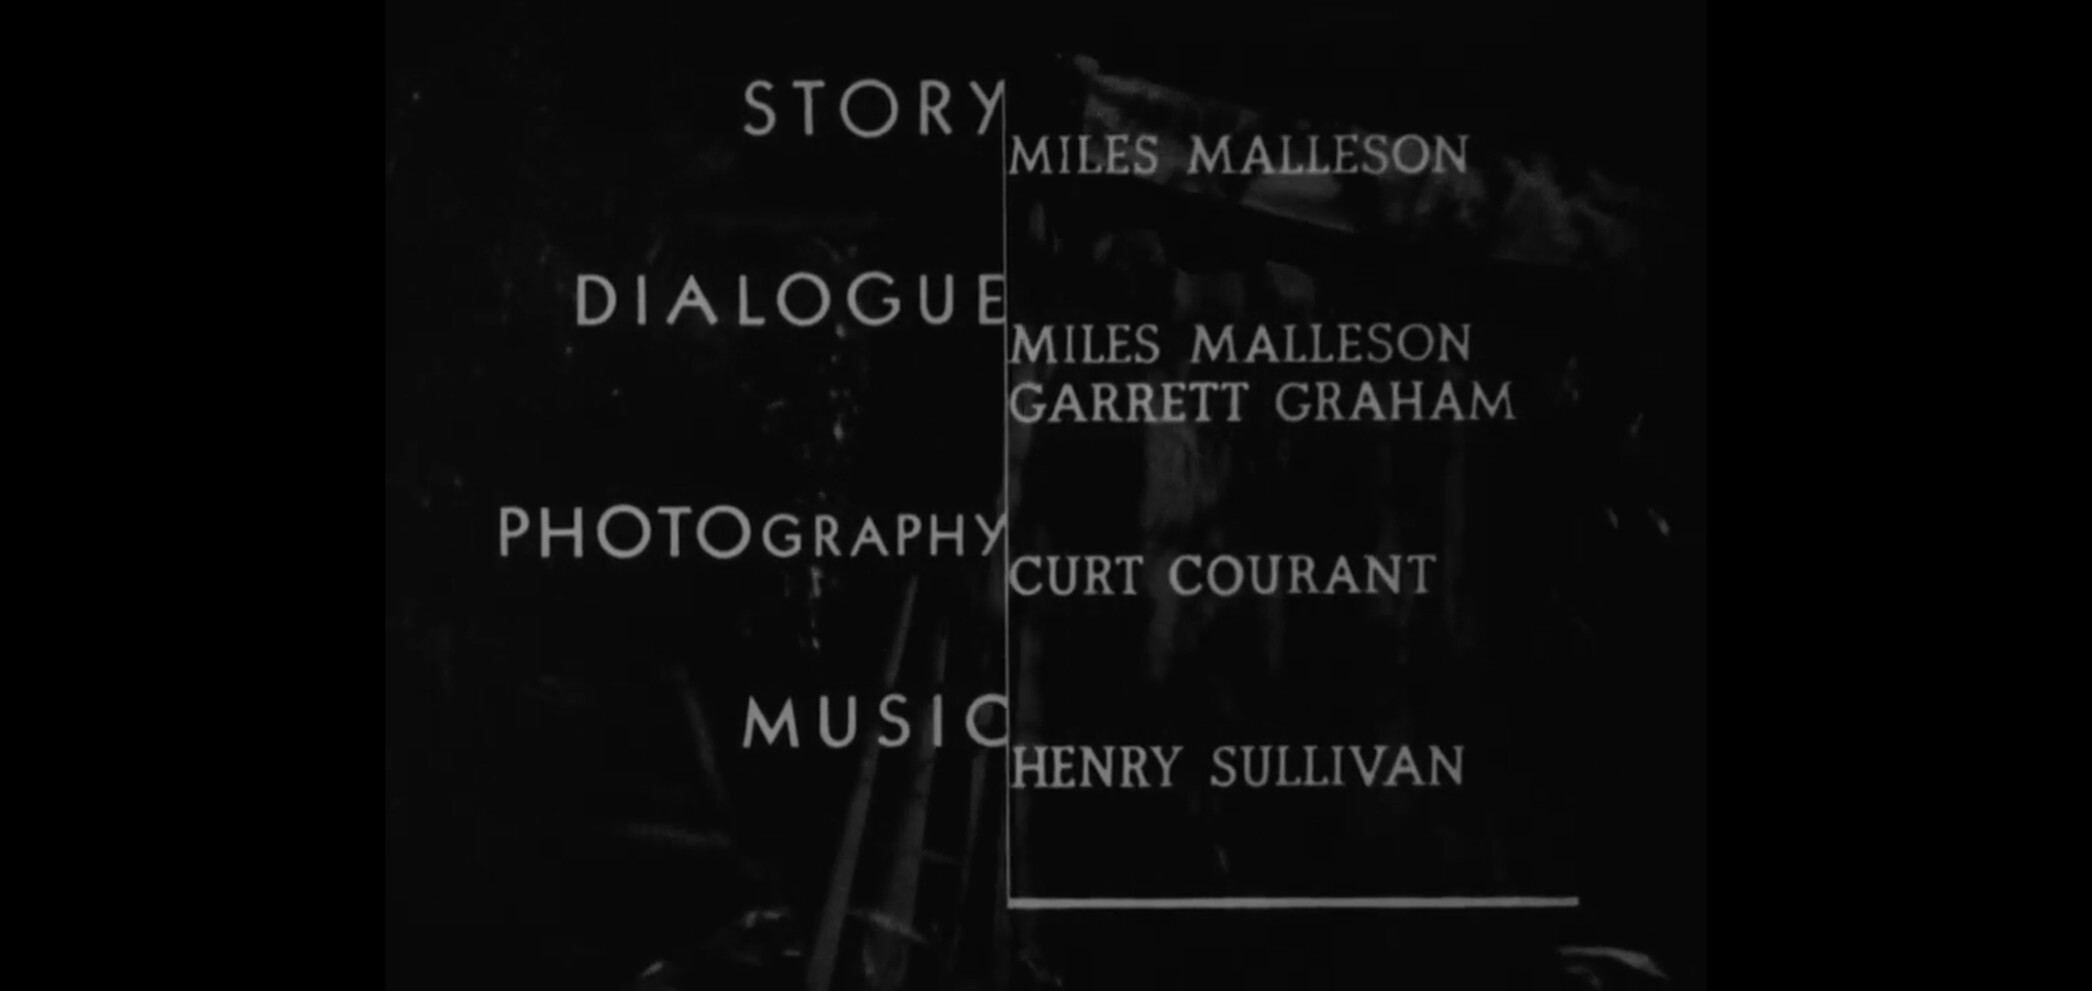 STORY
MILES MALLESON
DIALOGUE
MILES MALLESON
GARRETT GRAHAM
PHOTOGRAPHY
CURT COURANT
MUSIC
HENRY SULLIVAN